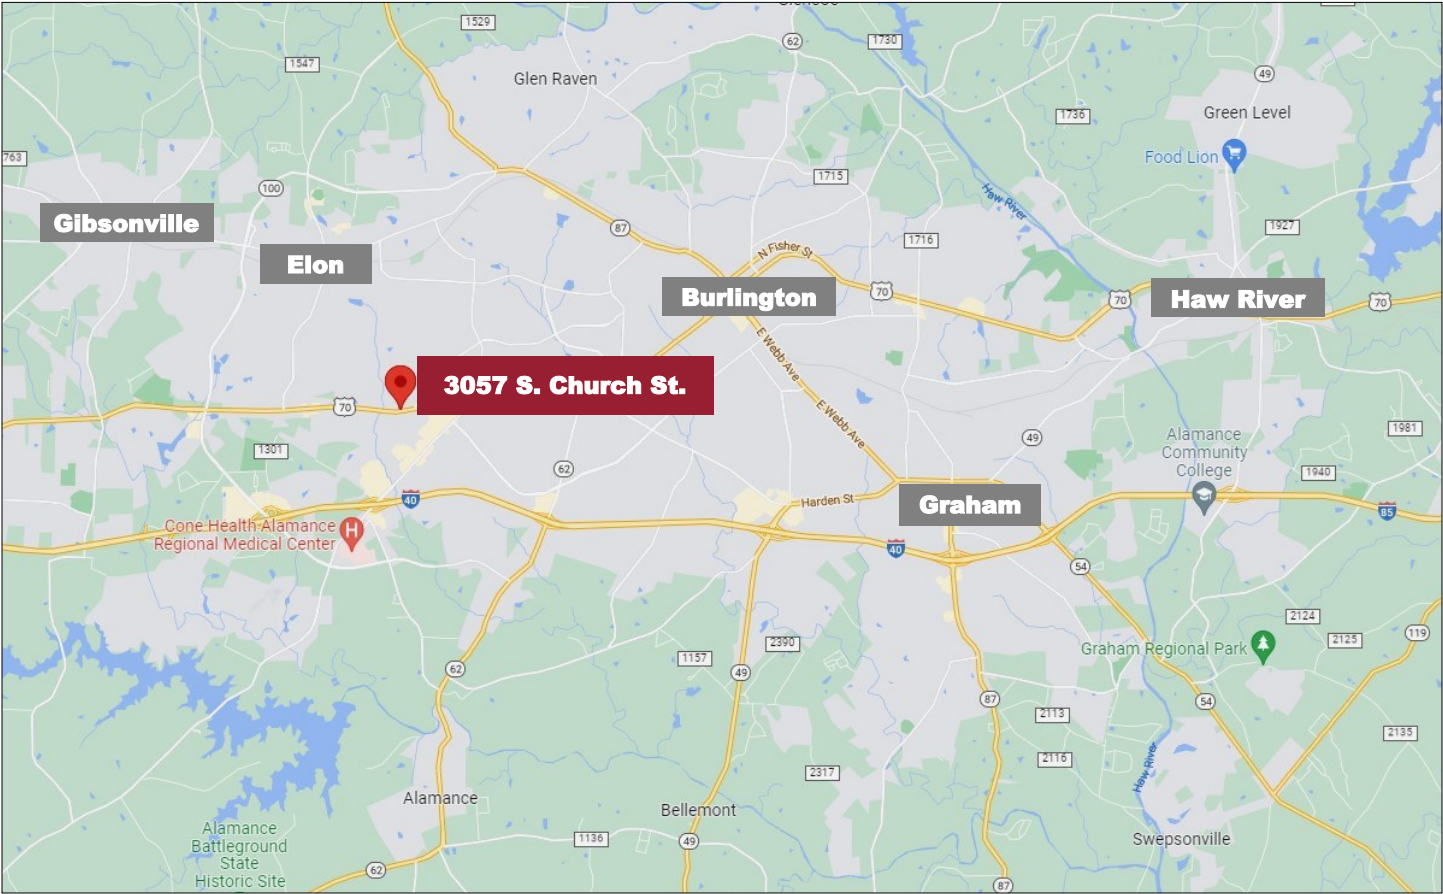 1529
62
1730
1547
Glen Raven
49
1736
Green Level
763
Food Lion
1715
100
Haw River
Gibsonville
87
1716
1927
N Fisher St
Elon
70
Burlington
70
Haw River
70
E Webb Ave
3057 S. Church St.
70
E Webb Ave
1301
62
49
Alamance
Community
College
1981
1940
40
Harden St
Graham
85
Cone Health Alamance
Regional Medical Center
40
54
2124
2125
119
2390
1157
Graham Regional Park
62
49
87
54
2113
2135
2116
Haw River
2317
Alamance
Bellemont
Alamance
Battleground
State
Historic Site
1136
49
Swepsonville
62
87